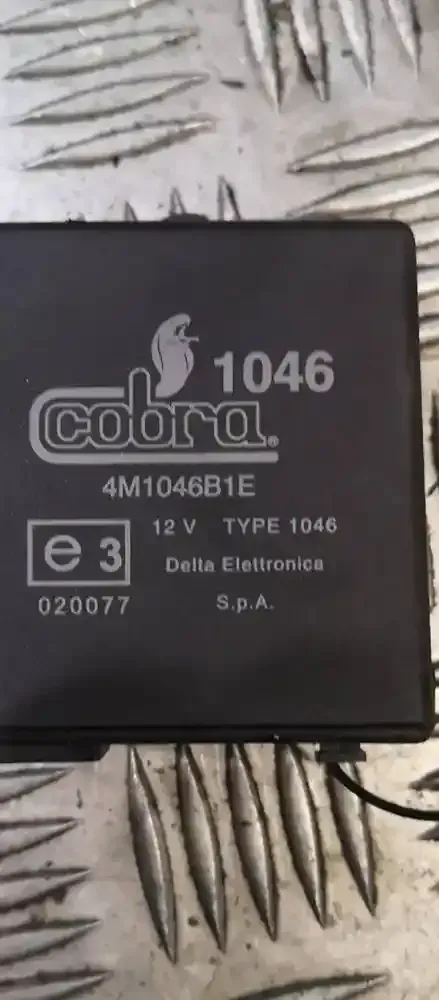 1046
cobra®
4M1046B1E
12 V TYPE 1046
e 3 Delta Elettronica
020077 S.p.A.